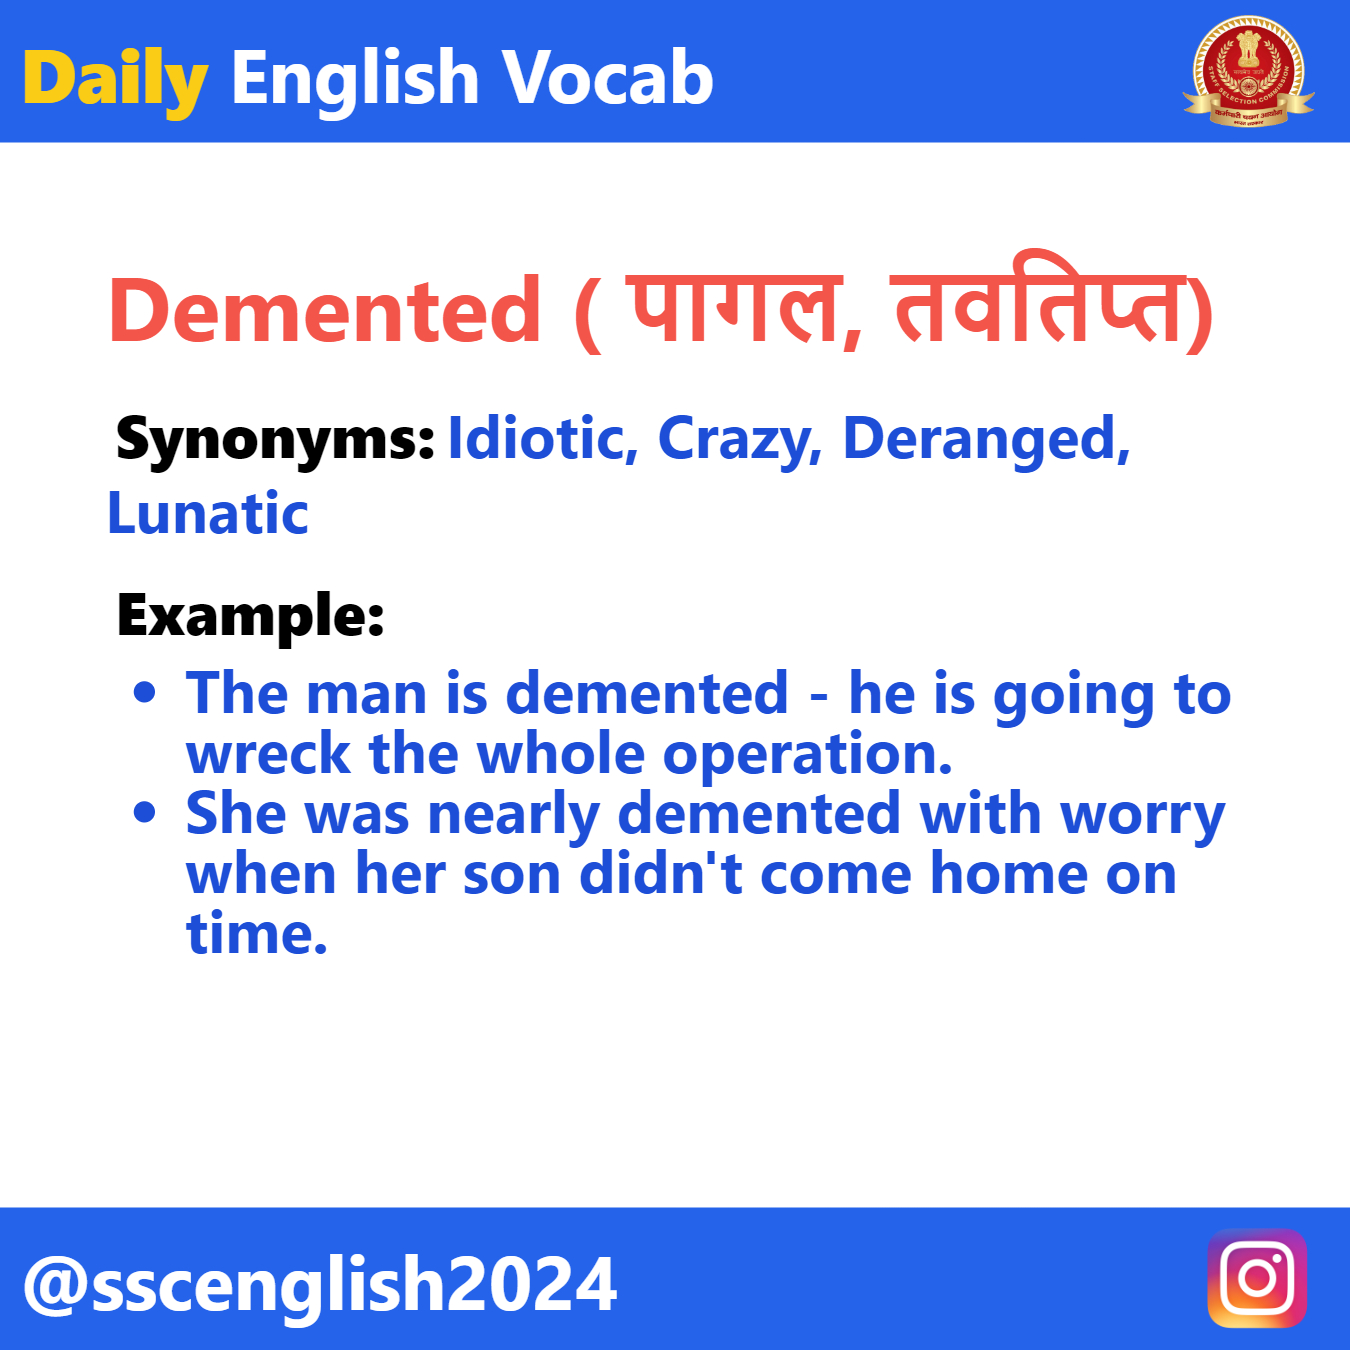 Daily English Vocab
STAFF SELECTION COMMISSION
कर्मचारी चयन आयोग
भारत सरकार
Demented ( पागल, तवतिप्त)
Synonyms: Idiotic, Crazy, Deranged,
Lunatic
Example:
• The man is demented - he is going to
wreck the whole operation.
• She was nearly demented with worry
when her son didn't come home on
time.
@sscenglish2024